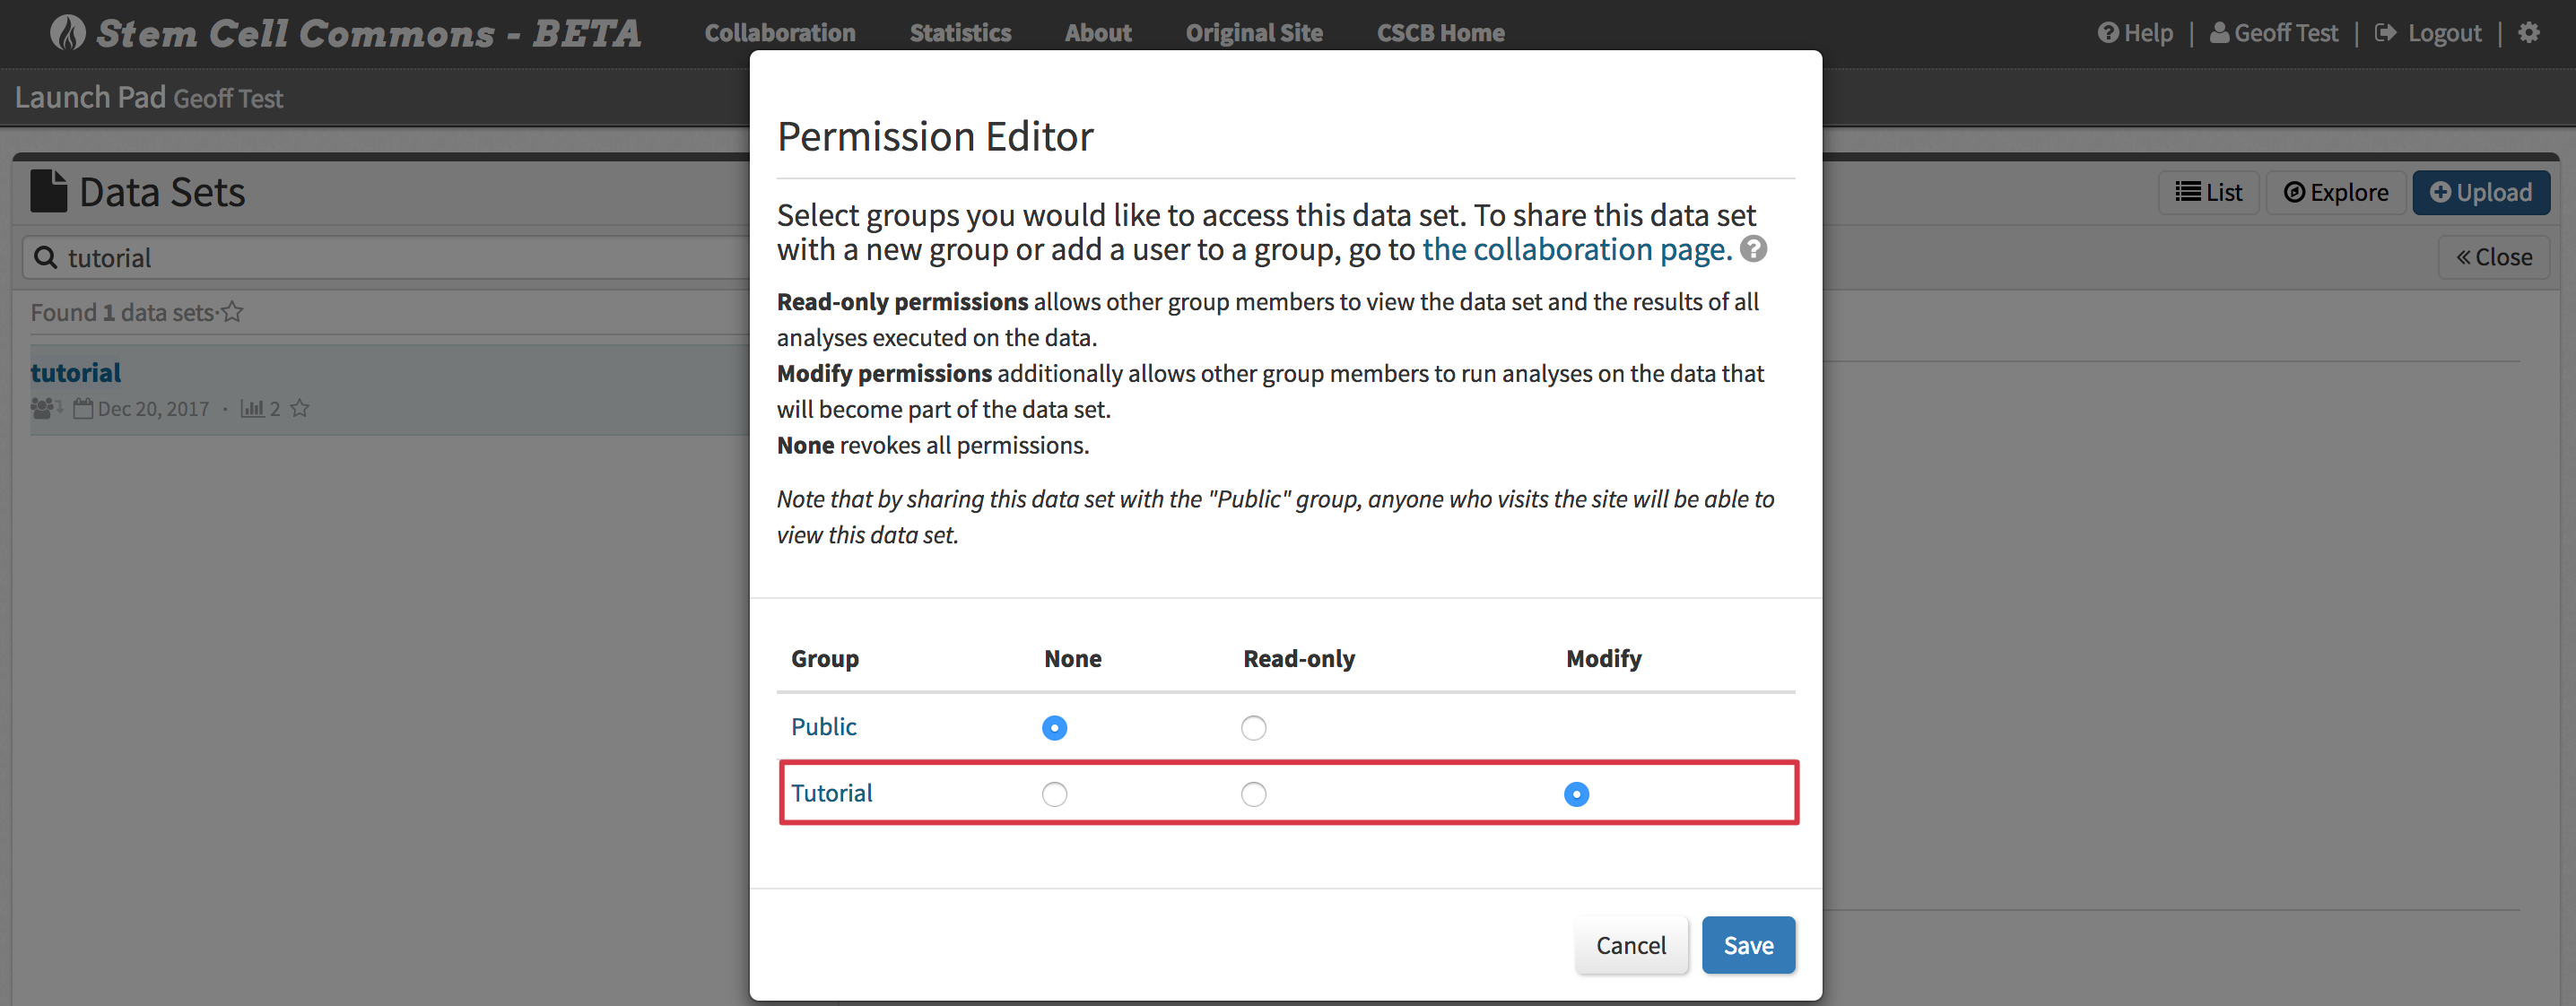 Stem Cell Commons - BETA Collaboration Statistics About Original Site CSCB Home Help | Geoff Test | Logout |
Launch Pad Geoff Test
Data Sets
List Explore Upload
tutorial
« Close
Found 1 data sets·
tutorial
Dec 20, 2017 · 2
Permission Editor
Select groups you would like to access this data set. To share this data set
with a new group or add a user to a group, go to the collaboration page.
Read-only permissions allows other group members to view the data set and the results of all
analyses executed on the data.
Modify permissions additionally allows other group members to run analyses on the data that
will become part of the data set.
None revokes all permissions.
Note that by sharing this data set with the "Public" group, anyone who visits the site will be able to
view this data set.
Group None Read-only Modify
Public
Tutorial
Cancel Save